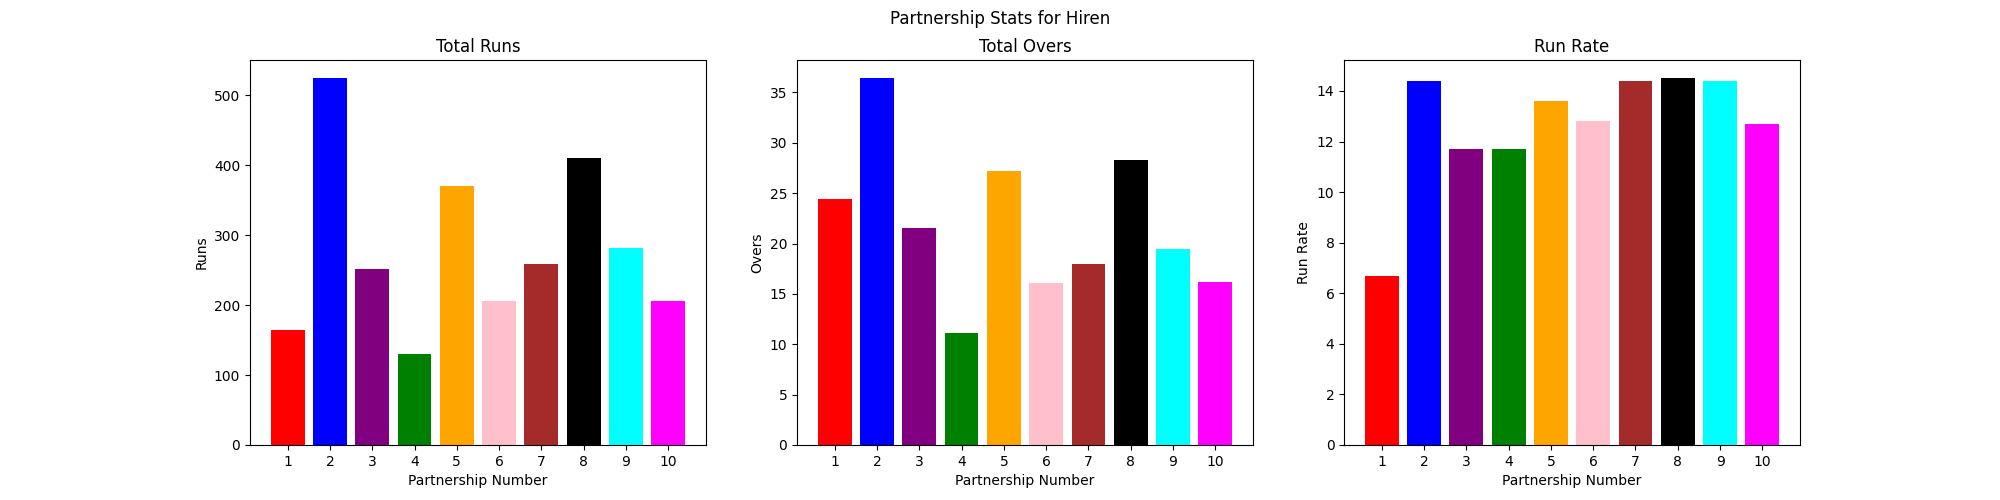 Partnership Stats for Hiren
Total Runs
Runs
500
400
300
200
100
0
1 2 3 4 5 6 7 8 9 10
Partnership Number
Total Overs
Overs
35
30
25
20
15
10
5
0
1 2 3 4 5 6 7 8 9 10
Partnership Number
Run Rate
Run Rate
14
12
10
8
6
4
2
0
1 2 3 4 5 6 7 8 9 10
Partnership Number